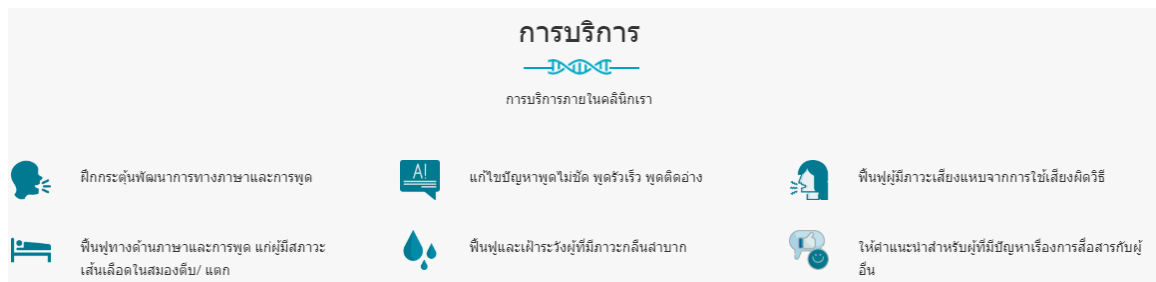 การบริการ
การบริการภายในคลินิกเรา
ฝึกกระตุ้นพัฒนาการทางภาษาและการพูด
A!
แก้ไขปัญหาพูดไม่ชัด พูดรัวเร็ว พูดติดอ่าง
ฟื้นฟูผู้มีภาวะเสียงแหบจากการใช้เสียงผิดวิธี
ฟื้นฟูทางด้านภาษาและการพูด แก่ผู้มีสภาวะ
เส้นเลือดในสมองตีบ/ แตก
ฟื้นฟูและเฝ้าระวังผู้ที่มีภาวะกลืนลำบาก
ให้คำแนะนำสำหรับผู้ที่มีปัญหาเรื่องการสื่อสารกับผู้
อื่น